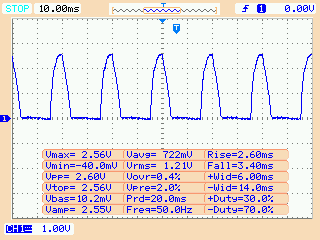 STOP 10.00ms T 1 0.00V
T
1
Vmax= 2.56V Vavg= 722mV Rise=2.60ms
Vmin=-40.0mV Vrms= 1.21V Fall=3.40ms
Vpp= 2.60V Vovr=0.4% +Wid=6.00ms
Vtop= 2.56V Vpre=2.0% -Wid=14.0ms
Vbas=10.2mV Prd=20.0ms +Duty=30.0%
Vamp= 2.55V Freq=50.0Hz -Duty=70.0%
CH1 1.00V